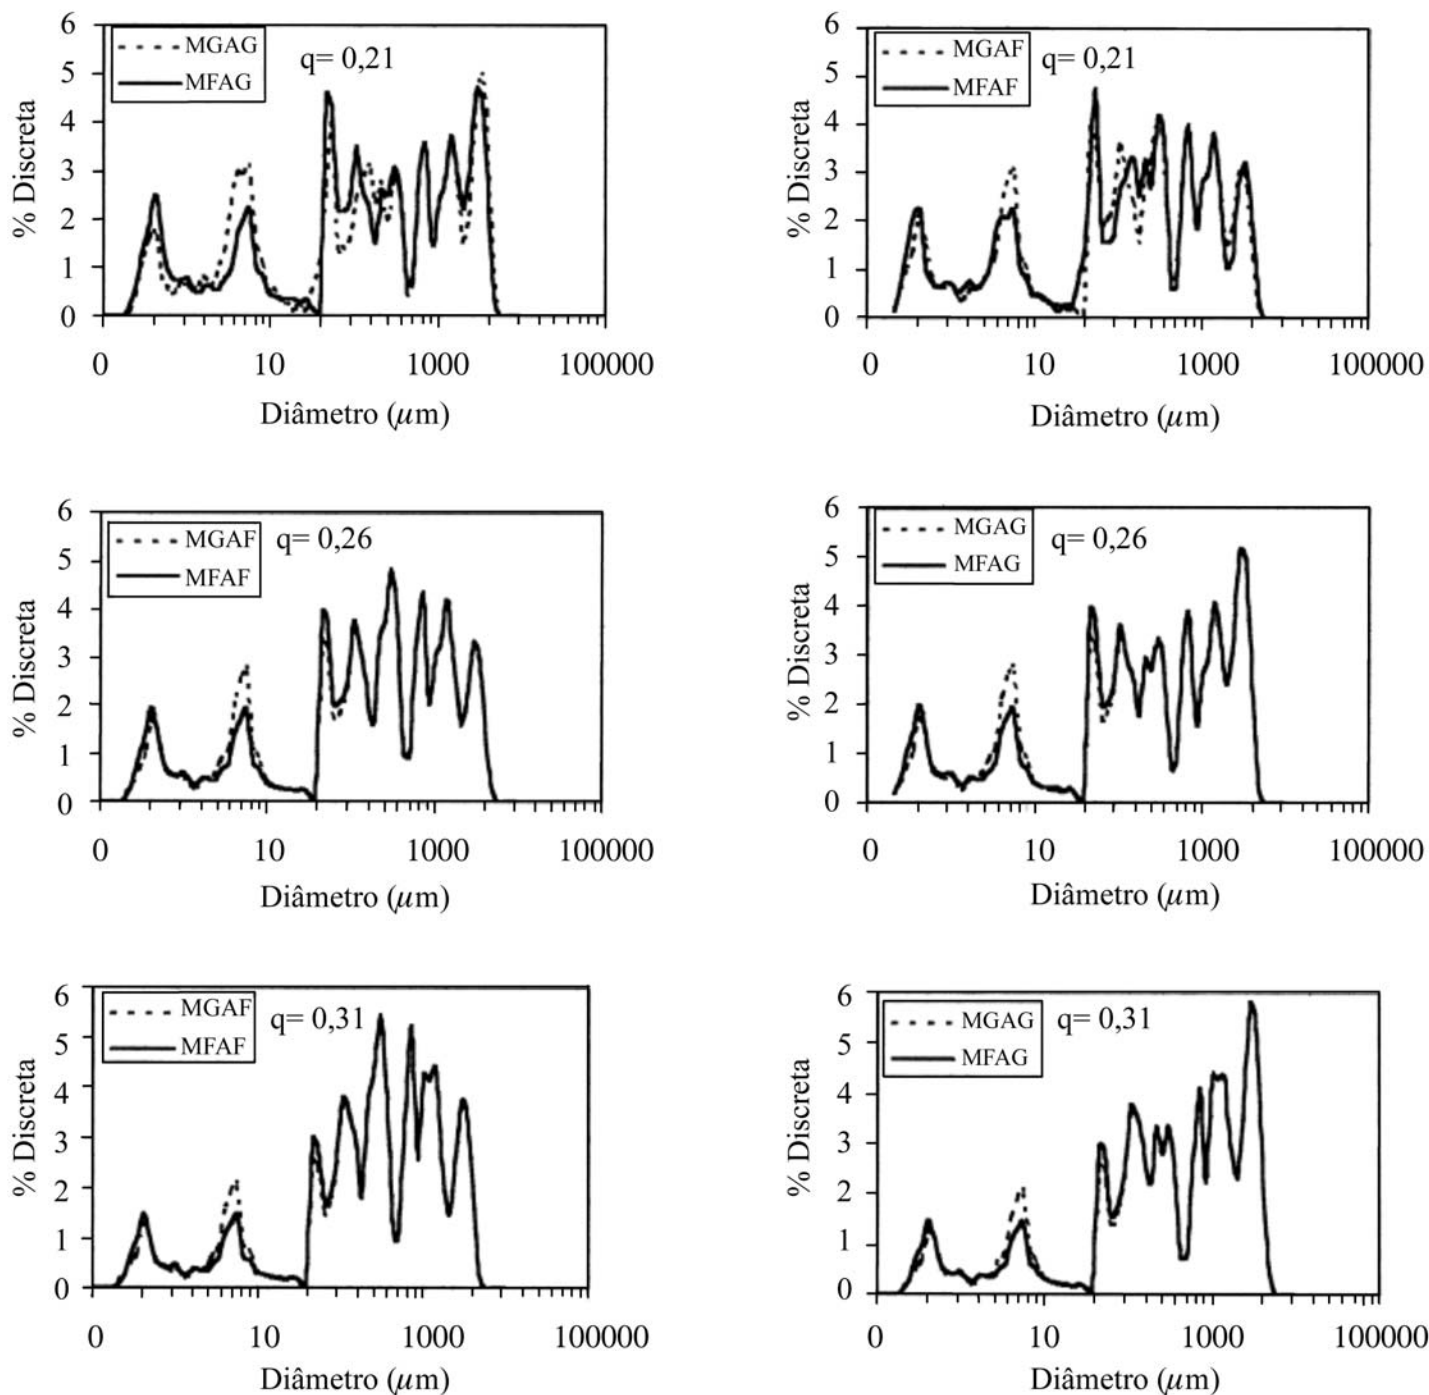 6
5
4
3
2
1
0
% Discreta
MGAG
MFAG
q= 0,21
0 10 1000 100000
Diâmetro (µm)
6
5
4
3
2
1
0
% Discreta
MGAF
MFAF
q= 0,21
0 10 1000 100000
Diâmetro (µm)
6
5
4
3
2
1
0
% Discreta
MGAF
MFAF
q= 0,26
0 10 1000 100000
Diâmetro (µm)
6
5
4
3
2
1
0
% Discreta
MGAG
MFAG
q= 0,26
0 10 1000 100000
Diâmetro (µm)
6
5
4
3
2
1
0
% Discreta
MGAF
MFAF
q= 0,31
0 10 1000 100000
Diâmetro (µm)
6
5
4
3
2
1
0
% Discreta
MGAG
MFAG
q= 0,31
0 10 1000 100000
Diâmetro (µm)